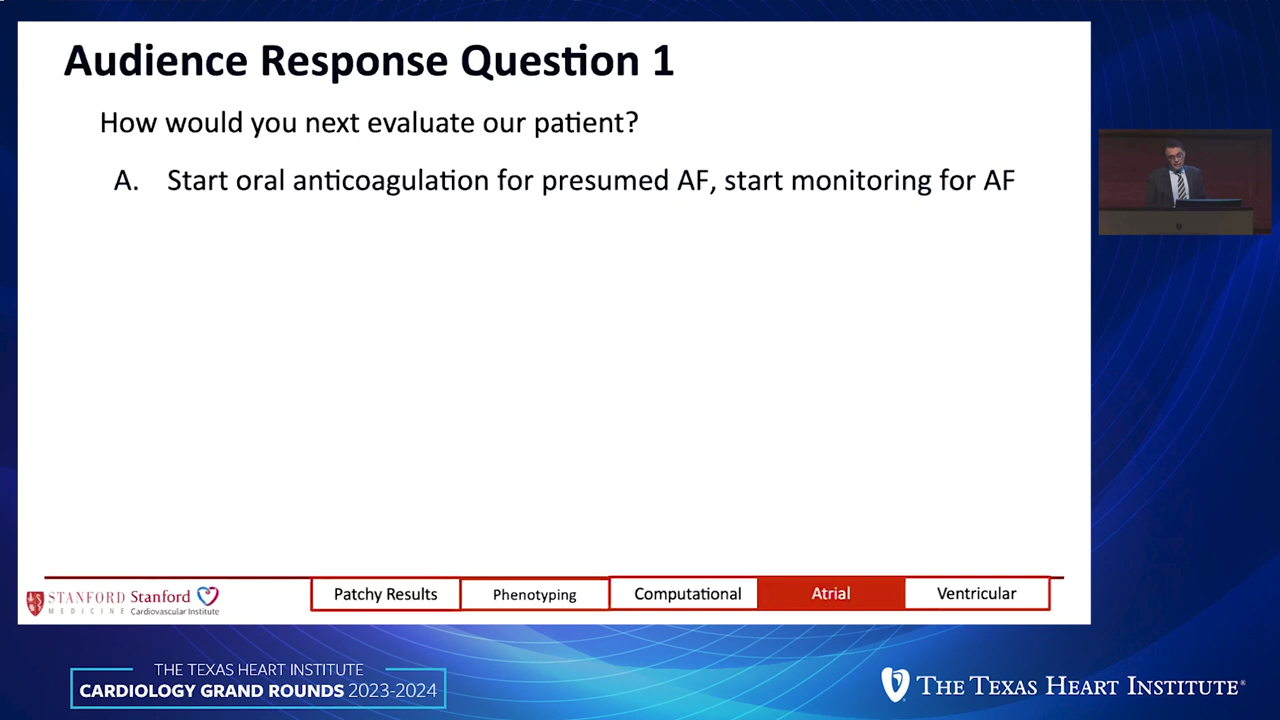 Audience Response Question 1
How would you next evaluate our patient?
A. Start oral anticoagulation for presumed AF, start monitoring for AF
STANFORD
MEDICINE
Stanford
Cardiovascular Institute
Patchy Results
Phenotyping
Computational
Atrial
Ventricular
THE TEXAS HEART INSTITUTE
CARDIOLOGY GRAND ROUNDS 2023-2024
THE TEXAS HEART INSTITUTE®